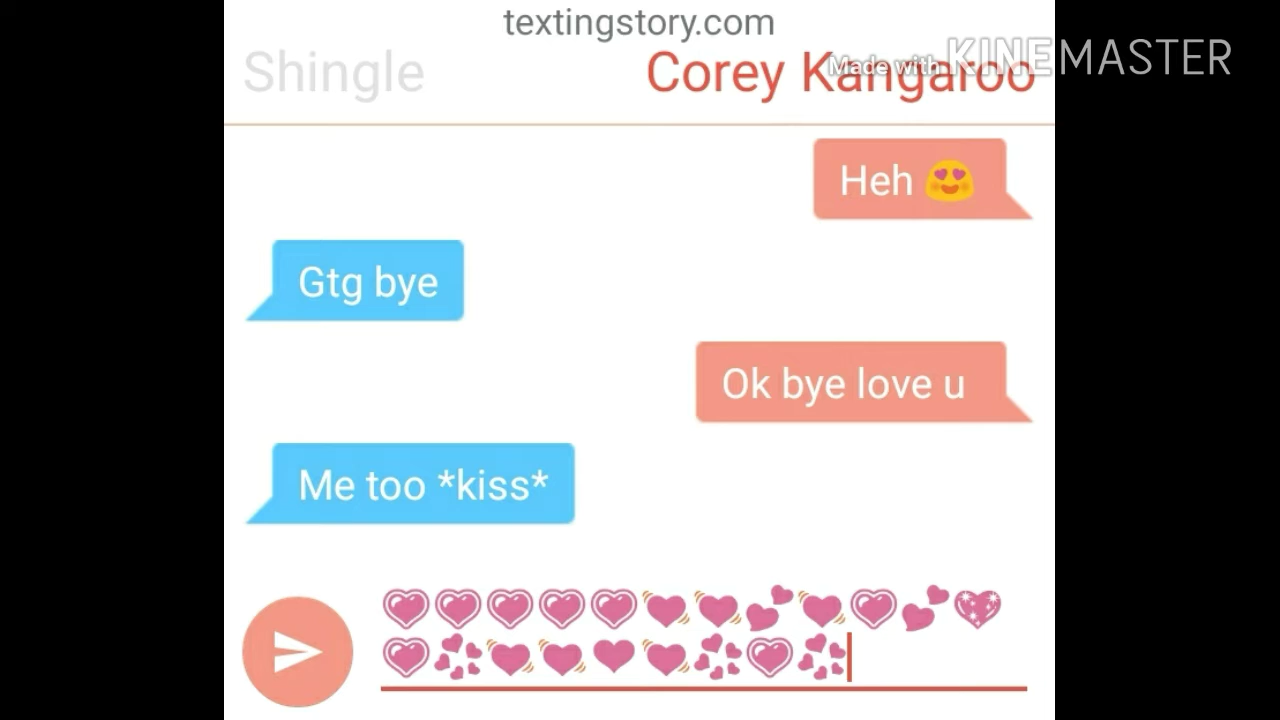 textingstory.com
Shingle
Corey Kangaroo
Made with KINEMASTER
Heh 😍
Gtg bye
Ok bye love u
Me too *kiss*
💗💗💗💗💗💓💓💕💓💗💕💖
💗💞💓💓❤💓💞💗💞